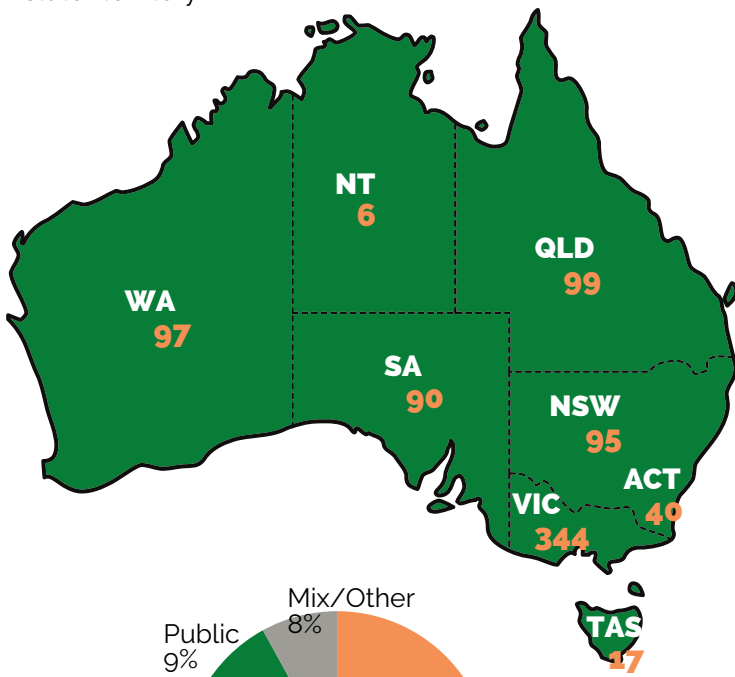 NT
6
QLD
99
WA
97
SA
90
NSW
95
ACT
40
VIC
344
TAS
17
Mix/Other
8%
Public
9%